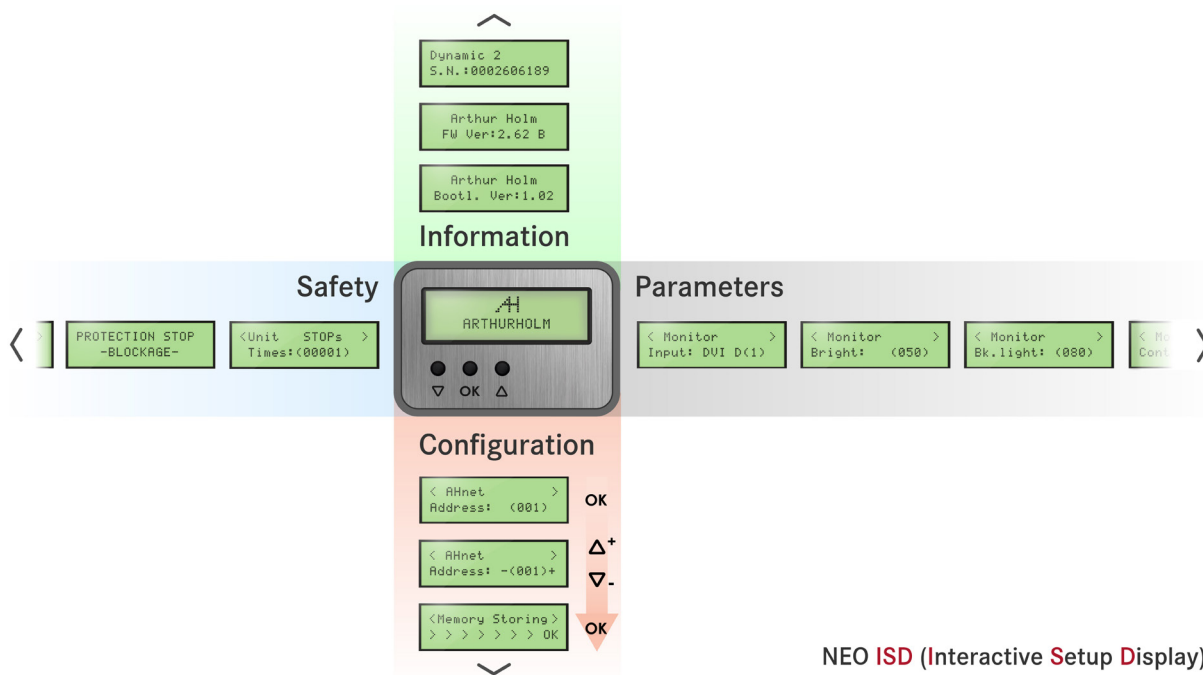 Dynamic 2
S.N.:0002606189
Arthur Holm
FW Ver:2.62 B
Arthur Holm
Bootl. Ver:1.02
Information
Safety
PROTECTION STOP
-BLOCKAGE-
<Unit STOPs >
Times:(00001)
AH
ARTHURHOLM
▽ OK △
Parameters
< Monitor >
Input: DVI D(1)
< Monitor >
Bright: (050)
< Monitor >
Bk.light: (080)
Configuration
< AHnet >
Address: (001)
OK
< AHnet >
Address: -(001)+
△+
▽-
<Memory Storing>
> > > > > > > OK
OK
NEO ISD (Interactive Setup Display)